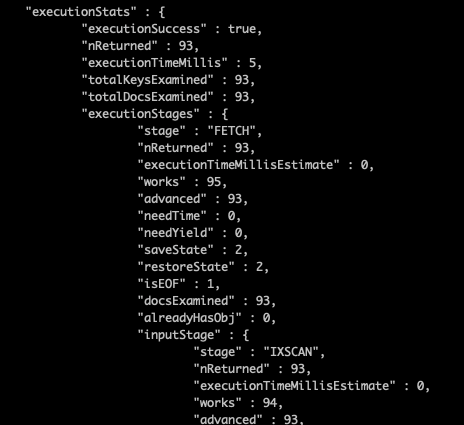 "executionStats" : {
"executionSuccess" : true,
"nReturned" : 93,
"executionTimeMillis" : 5,
"totalKeysExamined" : 93,
"totalDocsExamined" : 93,
"executionStages" : {
"stage" : "FETCH",
"nReturned" : 93,
"executionTimeMillisEstimate" : 0,
"works" : 95,
"advanced" : 93,
"needTime" : 0,
"needYield" : 0,
"saveState" : 2,
"restoreState" : 2,
"isEOF" : 1,
"docsExamined" : 93,
"alreadyHasObj" : 0,
"inputStage" : {
"stage" : "IXSCAN",
"nReturned" : 93,
"executionTimeMillisEstimate" : 0,
"works" : 94,
"advanced" : 93,